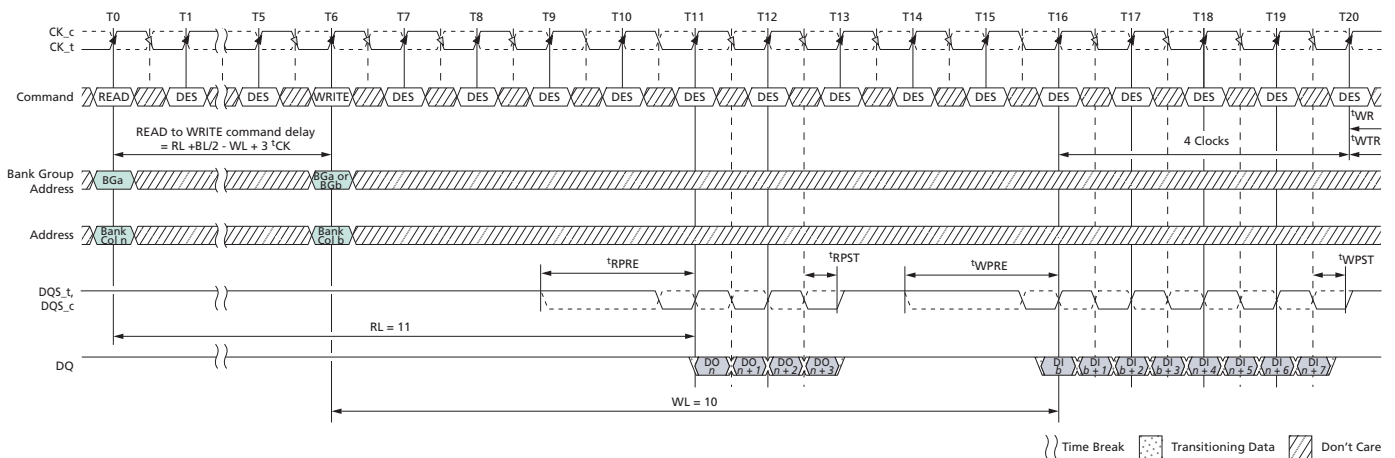 T0 T1 T5 T6 T7 T8 T9 T10 T11 T12 T13 T14 T15 T16 T17 T18 T19 T20
CK_c
CK_t
Command READ DES DES WRITE DES DES DES DES DES DES DES DES DES DES DES DES DES DES
tWR
READ to WRITE command delay
= RL +BL/2 - WL + 3 tCK
4 Clocks tWTR
Bank Group
Address
BGa
BGa or
BGb
Address
Bank
Col n
Bank
Col b
tRPRE tRPST tWPRE tWPST
DQS_t,
DQS_c
RL = 11
DQ
DO
n
DO
n + 1
DO
n + 2
DO
n + 3
DI
b
DI
b + 1
DI
b + 2
DI
b + 3
DI
n + 4
DI
n + 5
DI
n + 6
DI
n + 7
WL = 10
Time Break Transitioning Data Don't Care